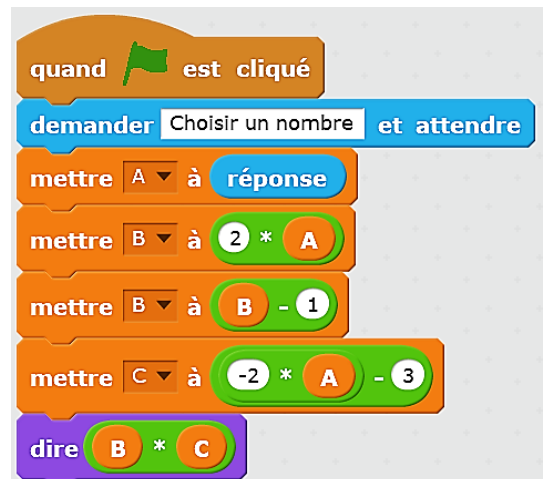 quand est cliqué
demander Choisir un nombre et attendre
mettre A à réponse
mettre B à 2 * A
mettre B à B - 1
mettre C à -2 * A - 3
dire B * C